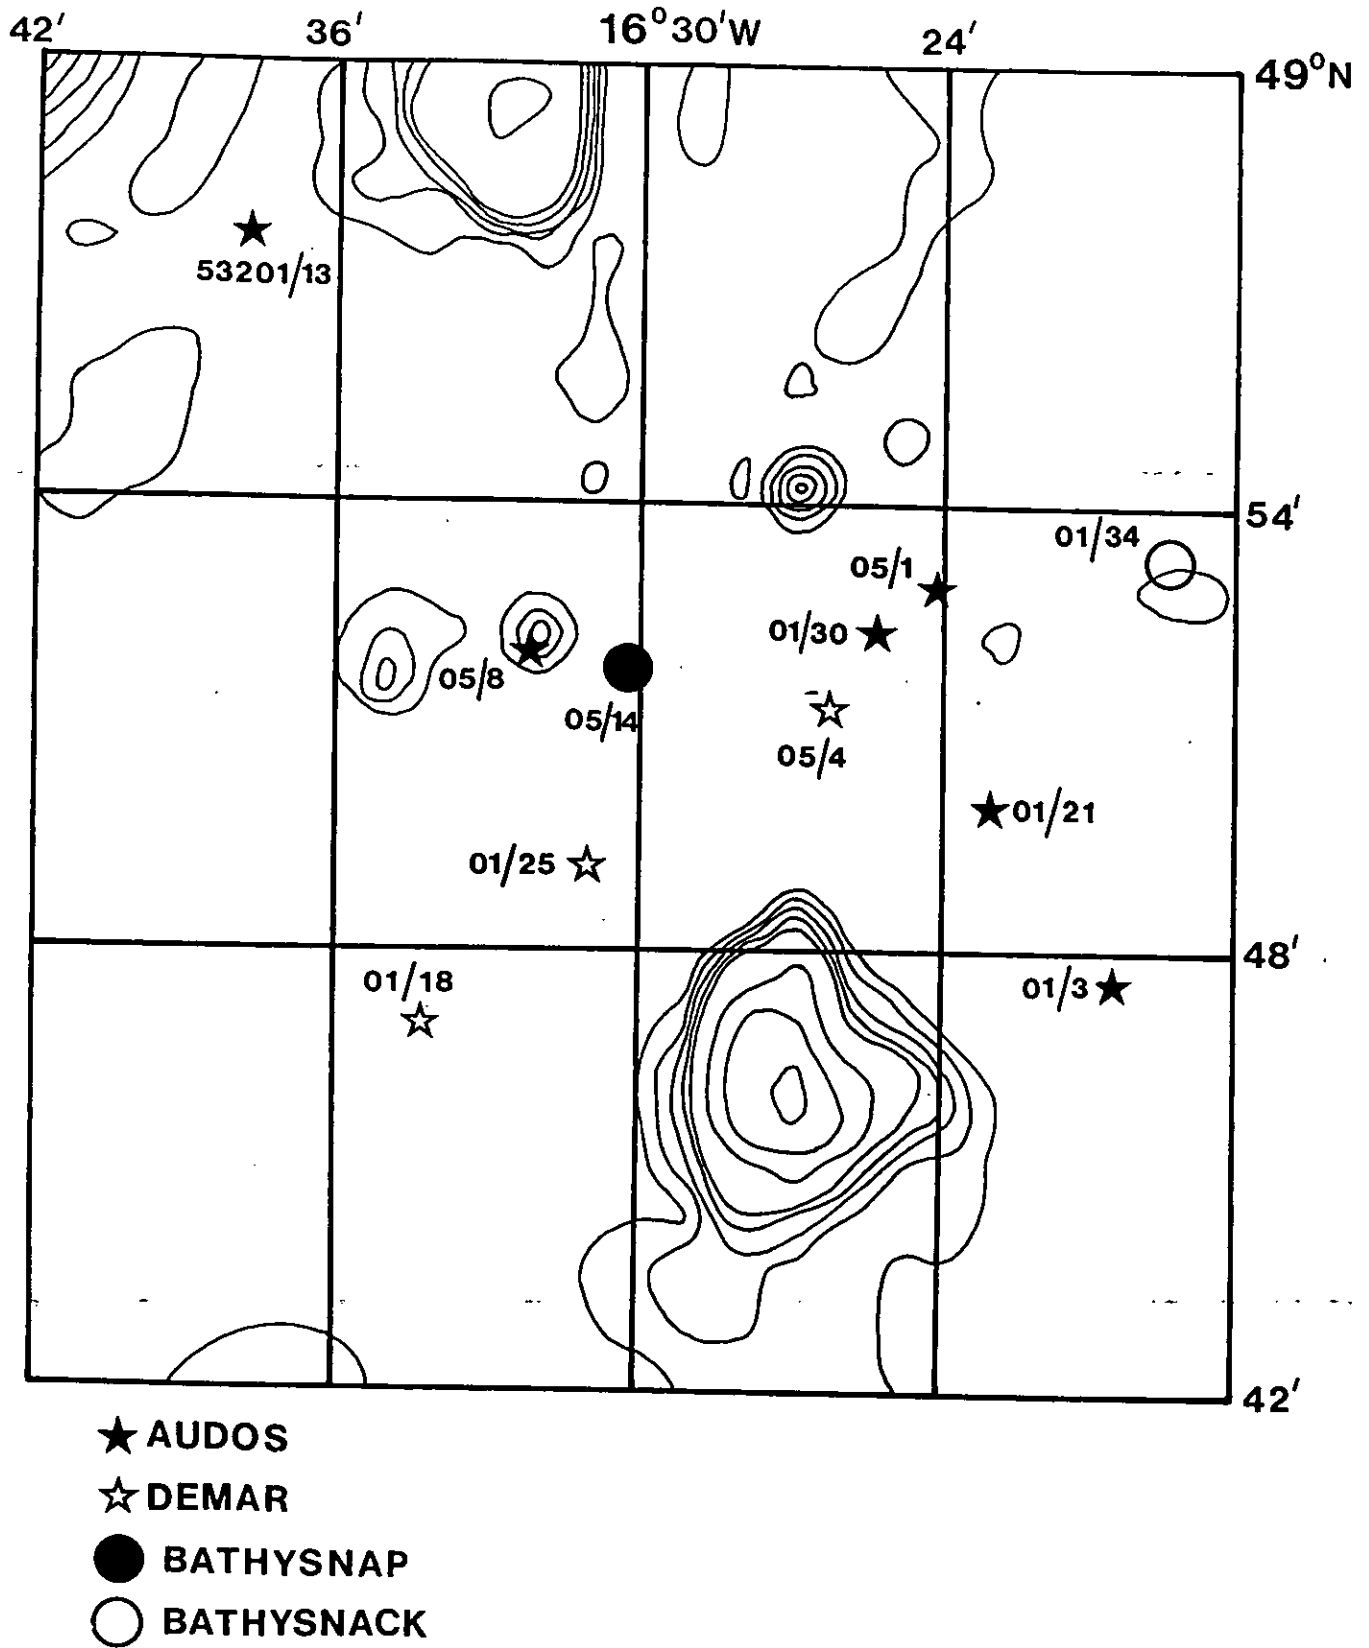 42′
36′
16°30′W
24′
49°N
53201/13
54′
01/34
05/1
01/30
05/8
05/14
05/4
01/21
01/25
48′
01/18
01/3
42′
AUDOS
DEMAR
BATHYSNAP
BATHYSNACK